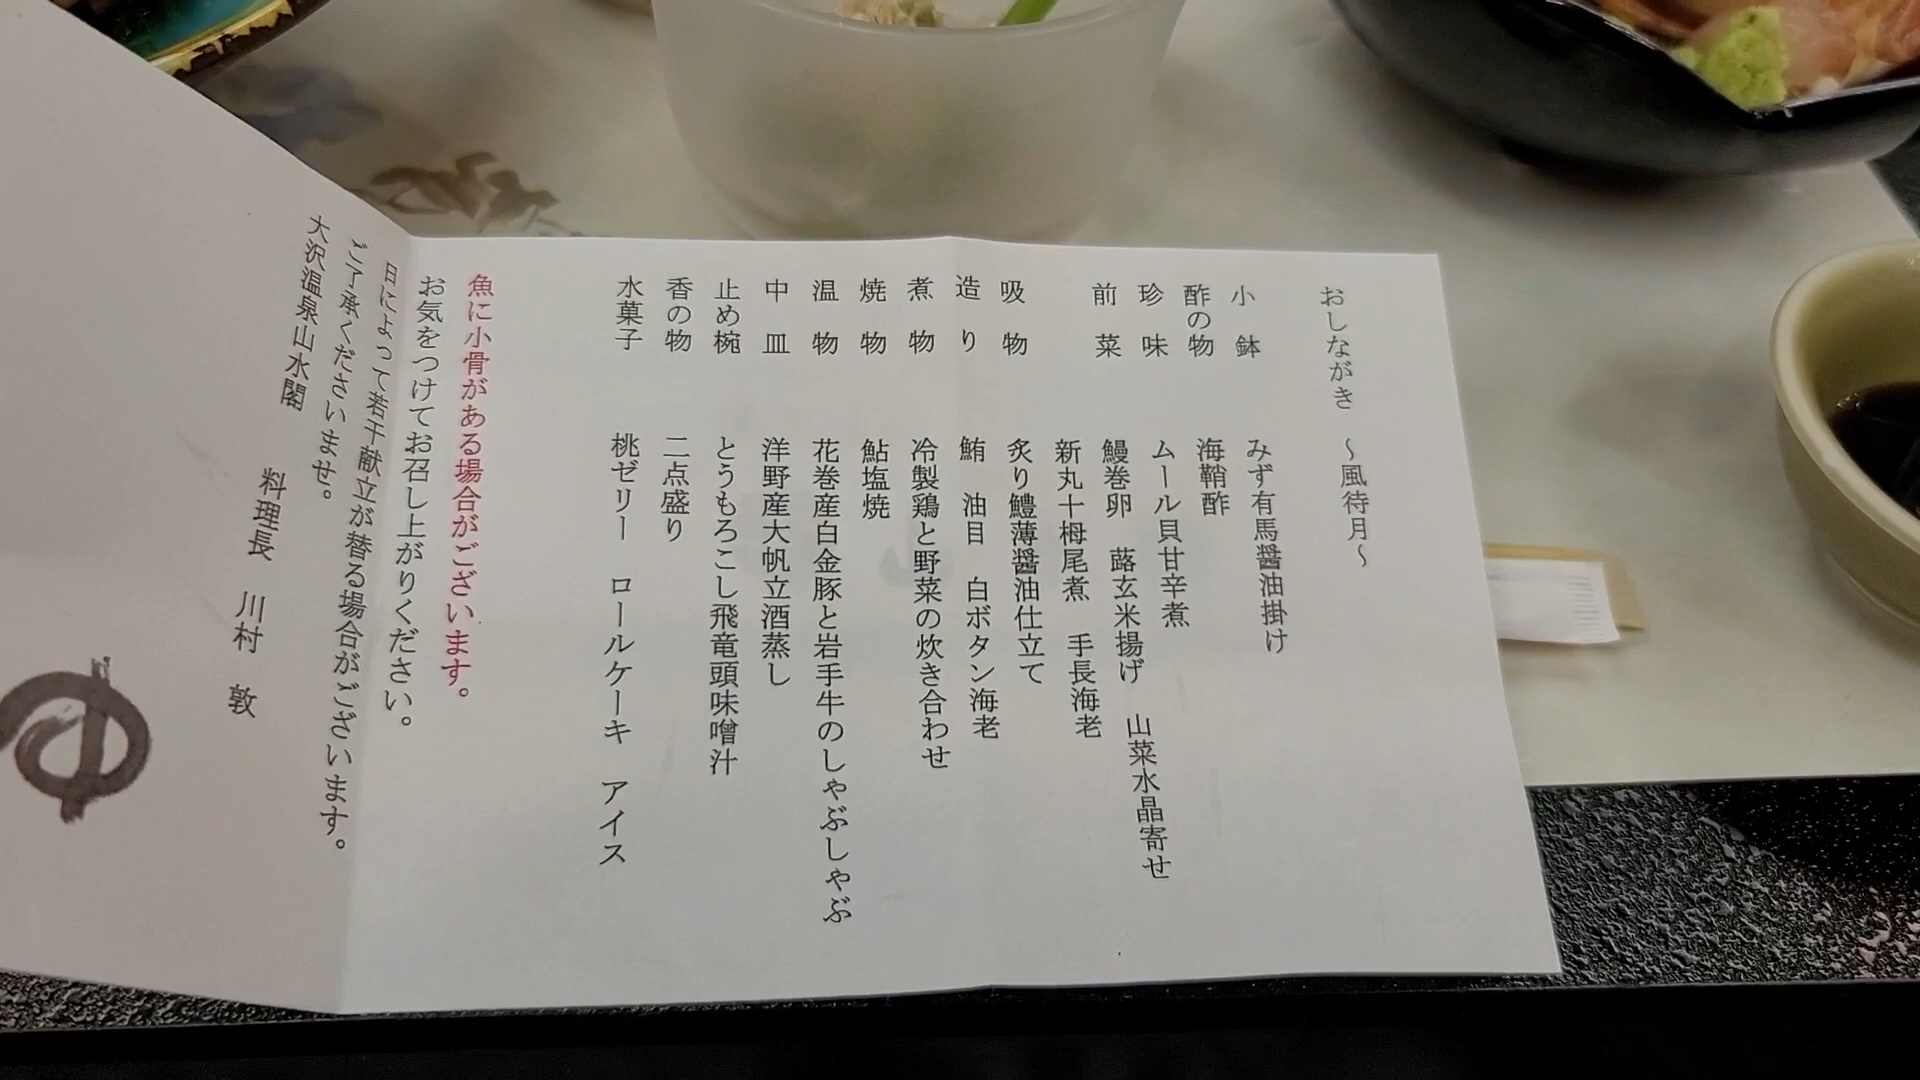 おしながき　～風待月～
小鉢　みず有馬醤油掛け
酢の物　海鞘酢
珍味　ムール貝甘辛煮
前菜　鰻巻卵　蕗玄米揚げ　山菜水晶寄せ
新丸十栂尾煮　手長海老
吸物　炙り鱧薄醤油仕立て
造り　鮪　油目　白ボタン海老
煮物　冷製鶏と野菜の炊き合わせ
焼物　鮎塩焼
温物　花巻産白金豚と岩手牛のしゃぶしゃぶ
中皿　洋野産大帆立酒蒸し
止め椀　とうもろこし飛竜頭味噌汁
香の物　二点盛り
水菓子　桃ゼリー　ロールケーキ　アイス
魚に小骨がある場合がございます。
お気をつけてお召し上がりください。
日によって若干献立が替る場合がございます。
ご了承くださいませ。
大沢温泉山水閣　料理長　川村　敦